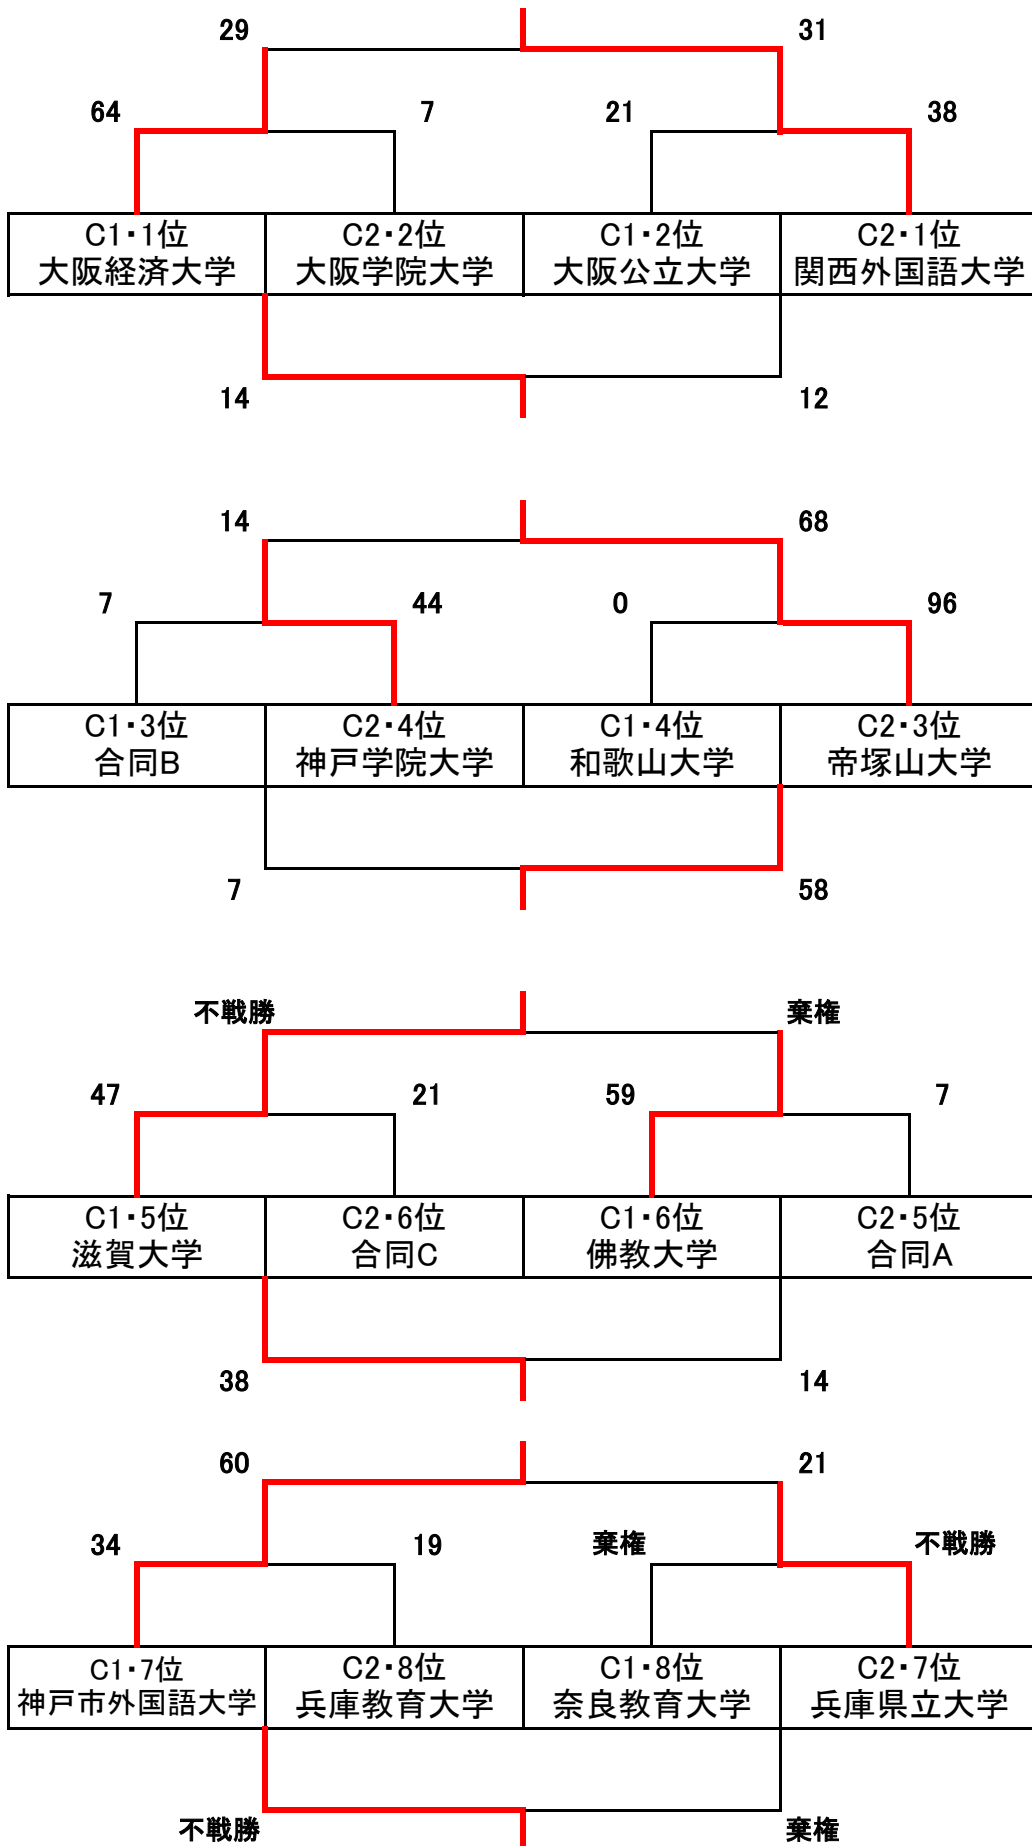 29 31
64 7 21 38
C1・1位 C2・2位 C1・2位 C2・1位
大阪経済大学 大阪学院大学 大阪公立大学 関西外国語大学
14 12
14 68
7 44 0 96
C1・3位 C2・4位 C1・4位 C2・3位
合同B 神戸学院大学 和歌山大学 帝塚山大学
7 58
不戦勝 棄権
47 21 59 7
C1・5位 C2・6位 C1・6位 C2・5位
滋賀大学 合同C 佛教大学 合同A
38 14
60 21
34 19 棄権 不戦勝
C1・7位 C2・8位 C1・8位 C2・7位
神戸市外国語大学 兵庫教育大学 奈良教育大学 兵庫県立大学
不戦勝 棄権